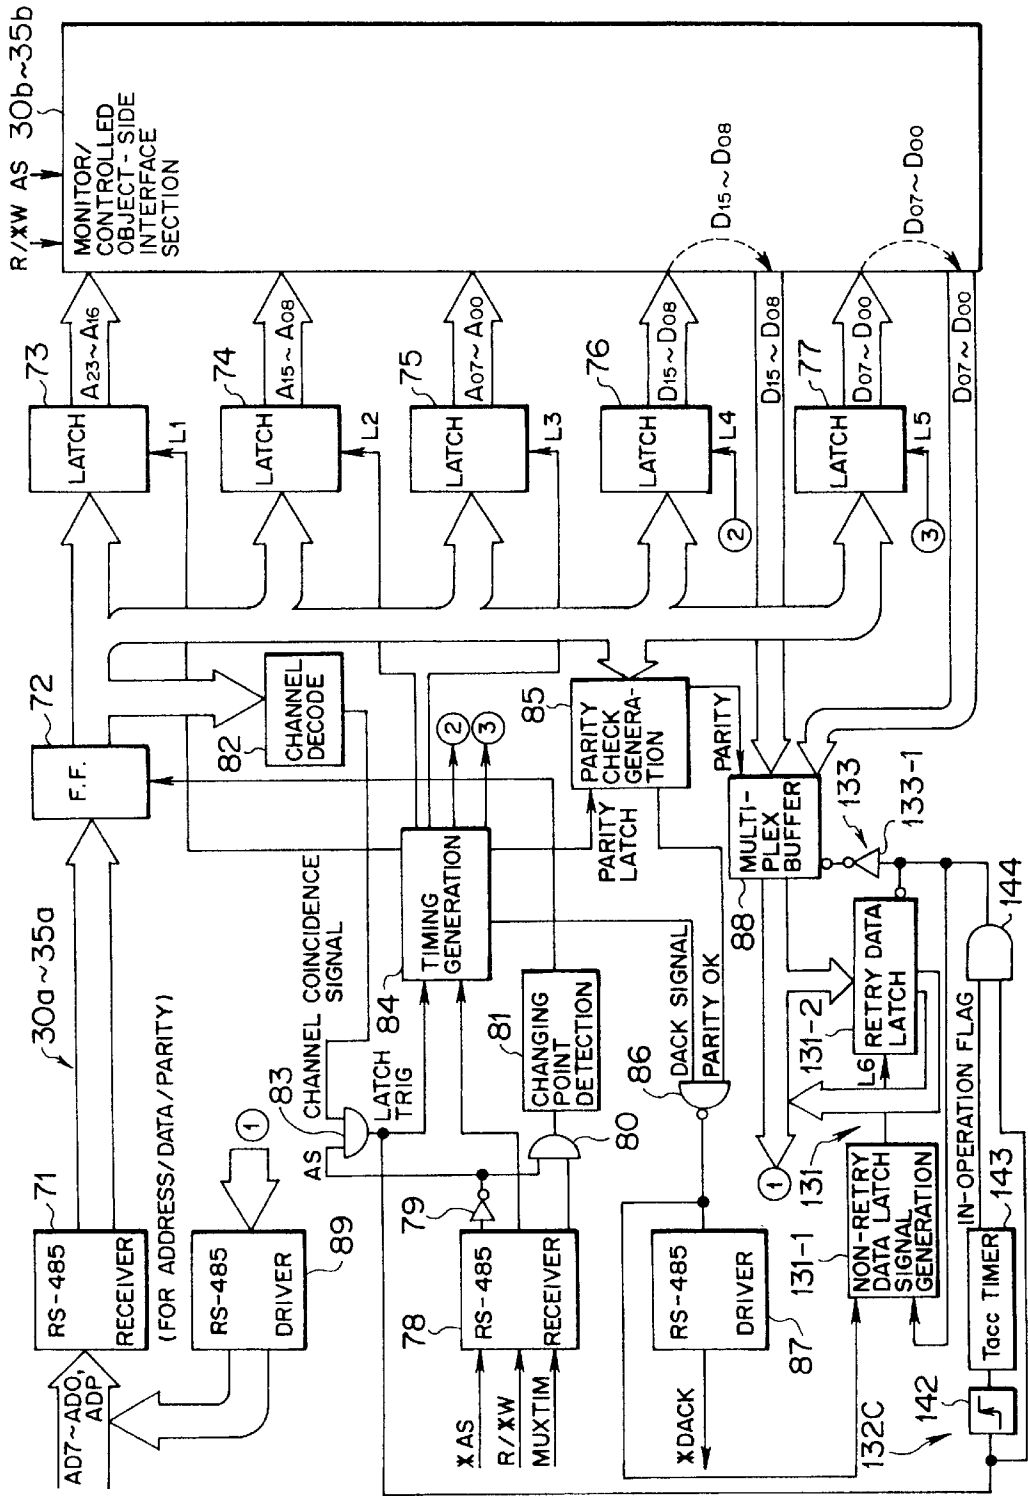 R/XW AS 30b~35b
MONITOR/
CONTROLLED
OBJECT-SIDE
INTERFACE
SECTION
D15~D08
D07~D00
A23~A16
A15~A08
A07~A00
D15~D08
D15~D08
D07~D00
D07~D00
73
LATCH
L1
74
LATCH
L2
75
LATCH
L3
76
LATCH
L4
2
77
LATCH
L5
3
72
F.F.
82
CHANNEL
DECODE
2
3
85
PARITY
CHECK
GENERA-
TION
PARITY
PARITY
LATCH
88
MULTI-
PLEX
BUFFER
133
133-1
144
30a~35a
CHANNEL COINCIDENCE
SIGNAL
84
TIMING
GENERATION
83
AS
LATCH
TRIG
81
CHANGING
POINT
DETECTION
80
DACK SIGNAL
PARITY OK
86
131-2
RETRY DATA
LATCH
L6
1
131
IN-OPERATION FLAG
71
RS-485
RECEIVER
(FOR ADDRESS/DATA/PARITY)
1
RS-485
DRIVER
89
79
78
RS-485
RECEIVER
RS-485
DRIVER
87
131-1
NON-RETRY
DATA LATCH
SIGNAL
GENERATION
143
Tacc TIMER
AD7~AD0,
ADP
XAS
R/XW
MUXTIM
XDACK
132C
142